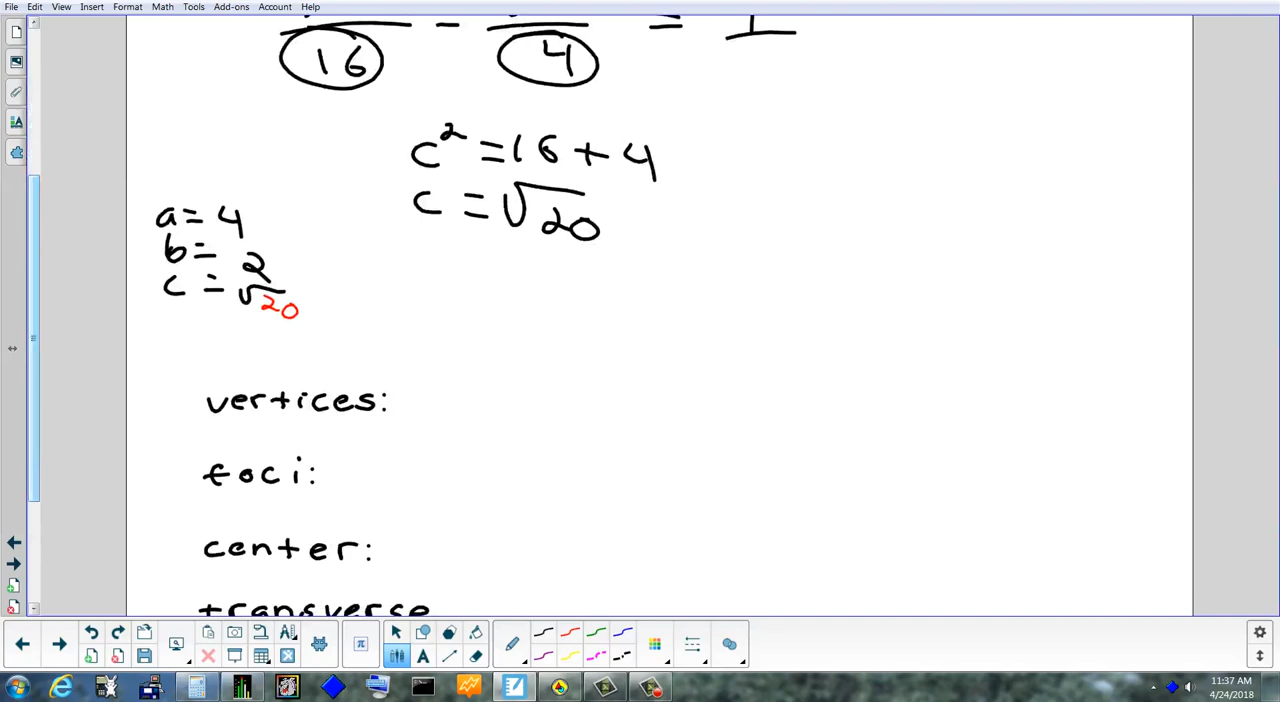 File Edit View Insert Format Math Tools Add-ons Account Help
— - — = 1
16 4
c² = 16 + 4
c = √20
a = 4
b = 2
c = √20
vertices:
foci:
center:
transverse
π
A
11:37 AM
4/24/2018